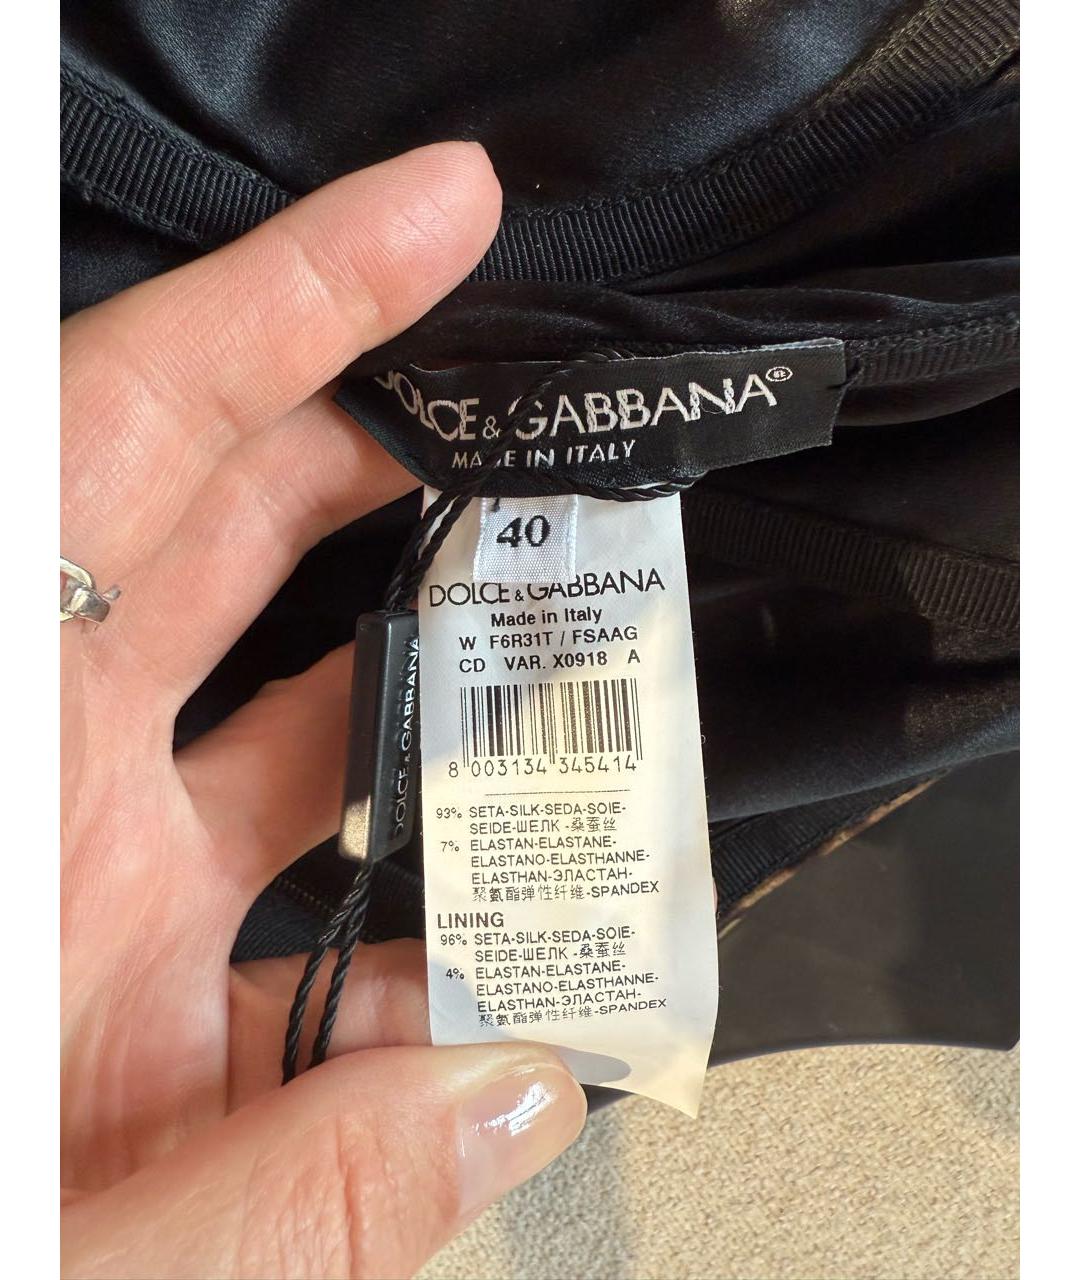 DOLCE & GABBANA®
MADE IN ITALY
40
DOLCE & GABBANA
Made in Italy
W F6R31T / FSAAG
CD VAR. X0918 A
8 003134 345414
93% SETA-SILK-SEDA-SOIE-
SEIDE-ШЕЛК-桑蚕丝
7% ELASTAN-ELASTANE-
ELASTANO-ELASTHANNE-
ELASTHAN-ЭЛАСТАН-
聚氨酯弹性纤维-SPANDEX
LINING
96% SETA-SILK-SEDA-SOIE-
SEIDE-ШЕЛК-桑蚕丝
4% ELASTAN-ELASTANE-
ELASTANO-ELASTHANNE-
ELASTHAN-ЭЛАСТАН-
聚氨酯弹性纤维-SPANDEX
DOLCE & GABBANA